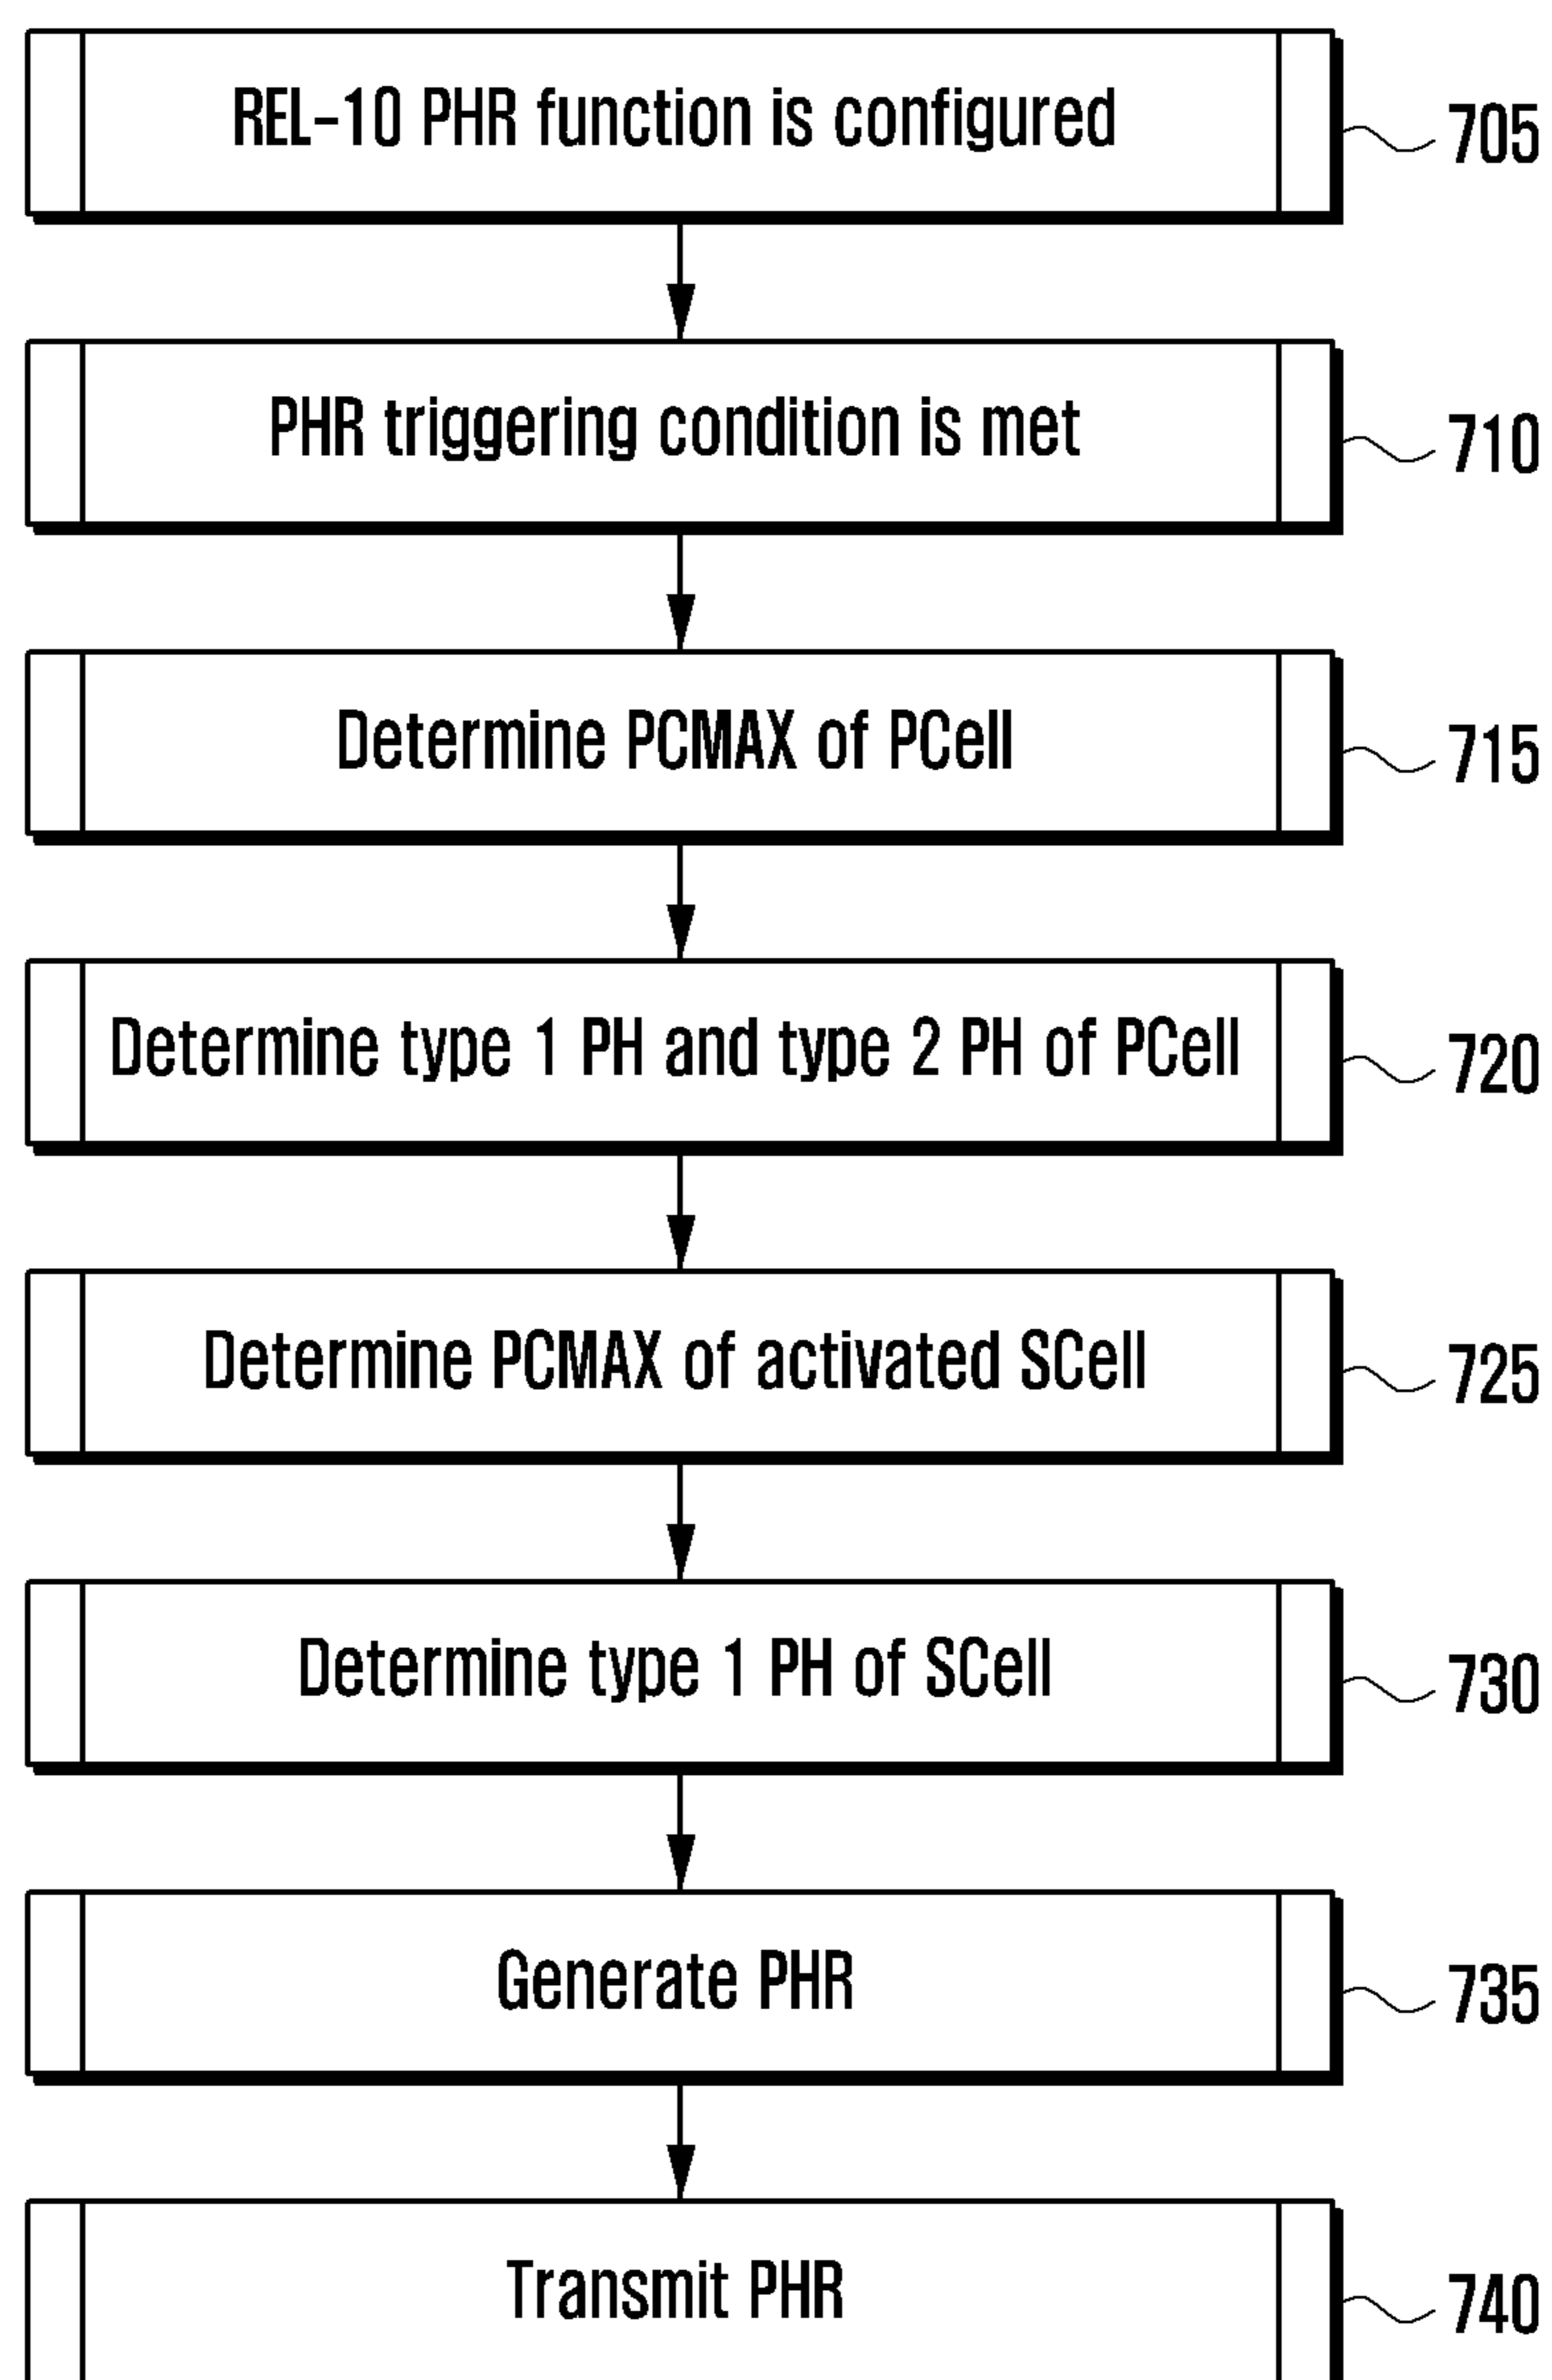 REL-10 PHR function is configured
705
PHR triggering condition is met
710
Determine PCMAX of PCell
715
Determine type 1 PH and type 2 PH of PCell
720
Determine PCMAX of activated SCell
725
Determine type 1 PH of SCell
730
Generate PHR
735
Transmit PHR
740